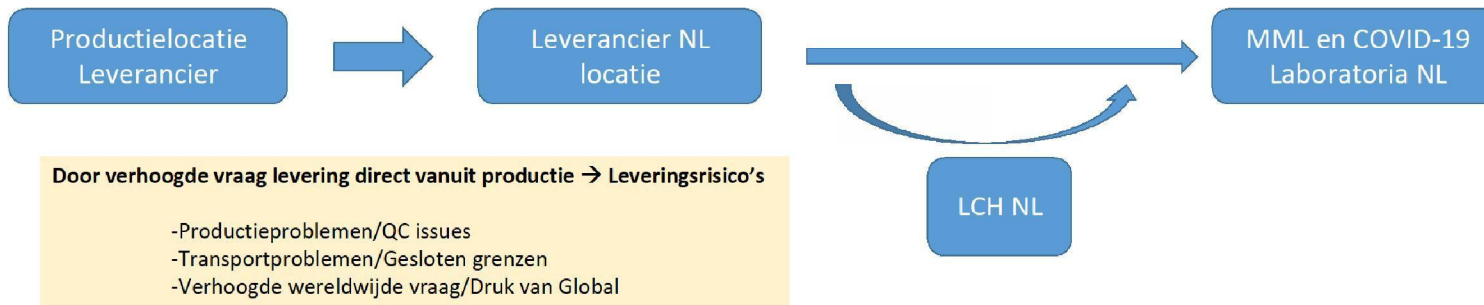 Productielocatie
Leverancier
Leverancier NL
locatie
MML en COVID-19
Laboratoria NL
LCH NL
Door verhoogde vraag levering direct vanuit productie → Leveringsrisico’s
-Productieproblemen/QC issues
-Transportproblemen/Gesloten grenzen
-Verhoogde wereldwijde vraag/Druk van Global